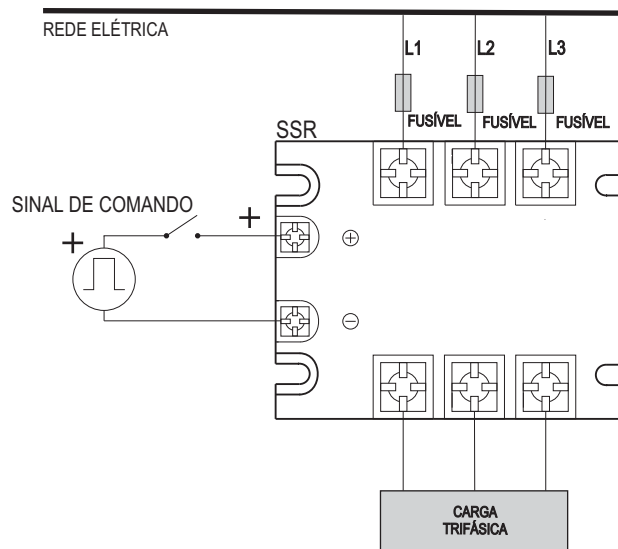 REDE ELÉTRICA
L1 L2 L3
FUSÍVEL FUSÍVEL FUSÍVEL
SSR
SINAL DE COMANDO
+ +
+
−
CARGA
TRIFÁSICA